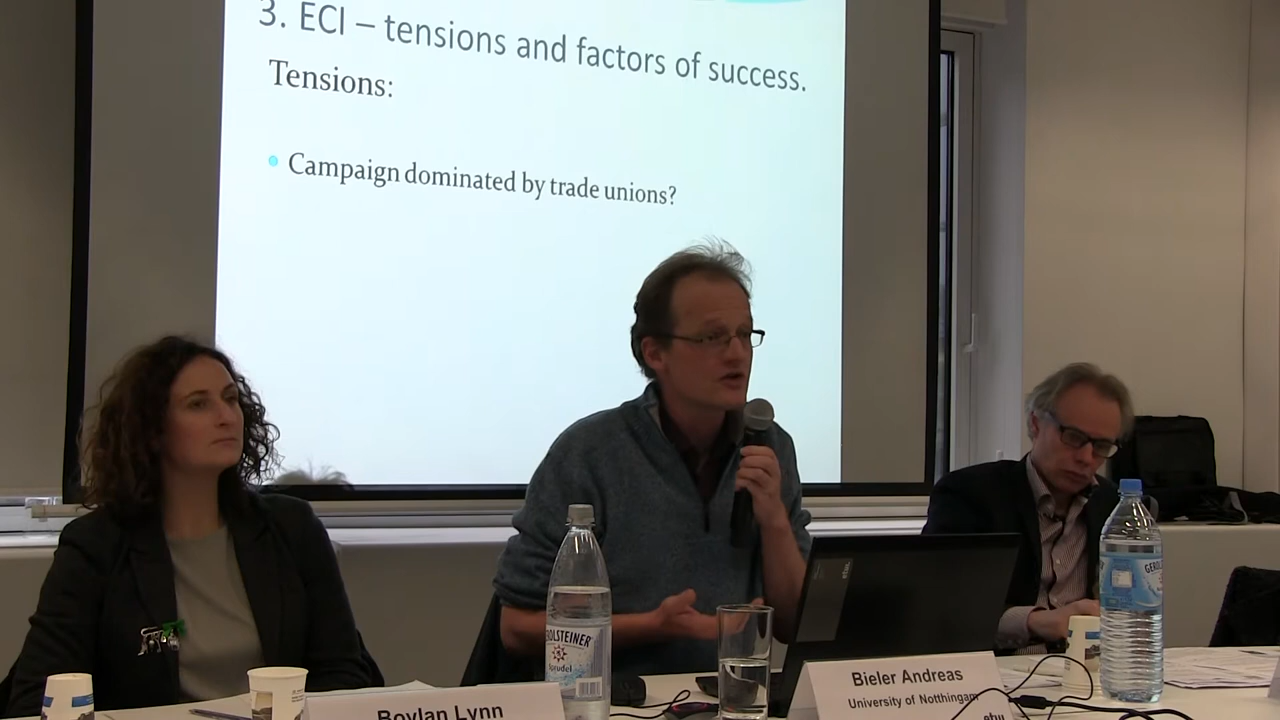 3. ECI – tensions and factors of success.
Tensions:
Campaign dominated by trade unions?
GEROLSTEINER
Sprudel
Boylan Lynn
Bieler Andreas
University of Notthingam
etui